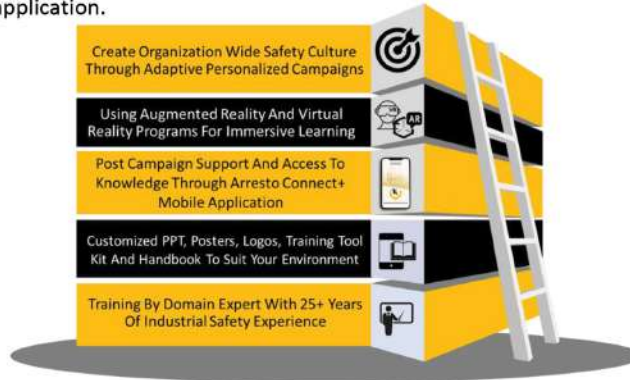 application.
Create Organization Wide Safety Culture
Through Adaptive Personalized Campaigns
Using Augmented Reality And Virtual
Reality Programs For Immersive Learning
AR
Post Campaign Support And Access To
Knowledge Through Arresto Connect+
Mobile Application
Customized PPT, Posters, Logos, Training Tool
Kit And Handbook To Suit Your Environment
Training By Domain Expert With 25+ Years
Of Industrial Safety Experience